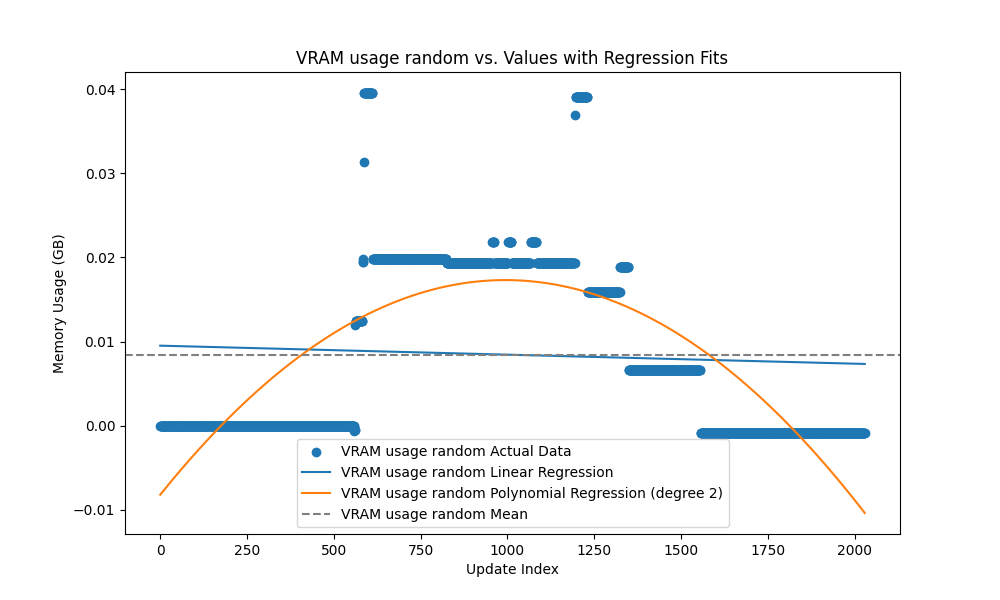 VRAM usage random vs. Values with Regression Fits
Memory Usage (GB)
0.04
0.03
0.02
0.01
0.00
−0.01
VRAM usage random Actual Data
VRAM usage random Linear Regression
VRAM usage random Polynomial Regression (degree 2)
VRAM usage random Mean
0 250 500 750 1000 1250 1500 1750 2000
Update Index